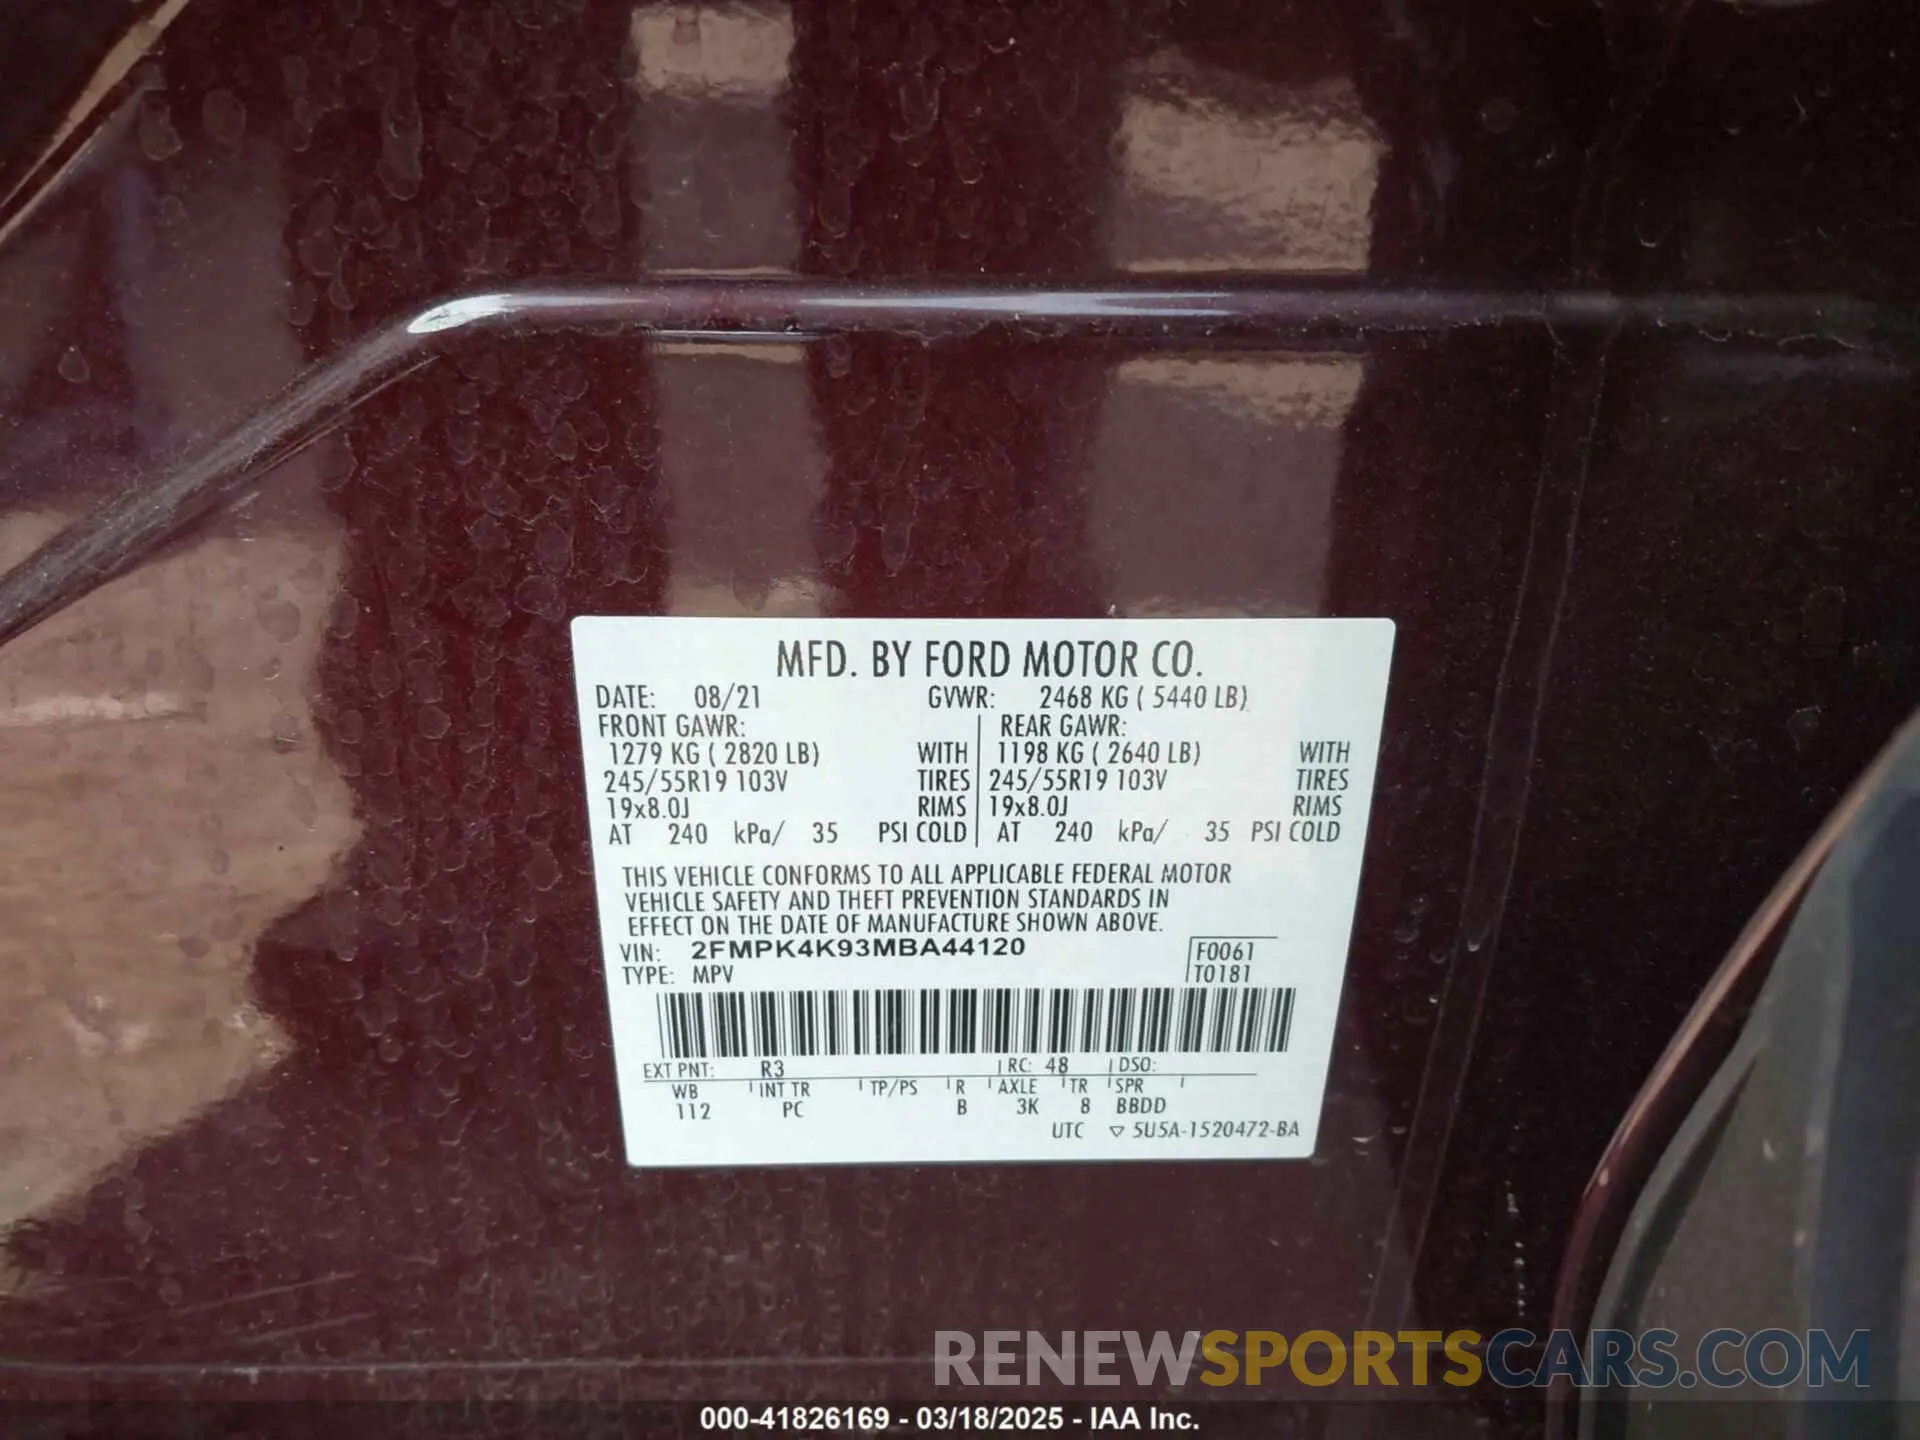 MFD. BY FORD MOTOR CO.
DATE: 08/21 GVWR: 2468 KG ( 5440 LB)
FRONT GAWR: REAR GAWR:
1279 KG ( 2820 LB) WITH 1198 KG ( 2640 LB) WITH
245/55R19 103V TIRES 245/55R19 103V TIRES
19x8.0J RIMS 19x8.0J RIMS
AT 240 kPa/ 35 PSI COLD AT 240 kPa/ 35 PSI COLD
THIS VEHICLE CONFORMS TO ALL APPLICABLE FEDERAL MOTOR
VEHICLE SAFETY AND THEFT PREVENTION STANDARDS IN
EFFECT ON THE DATE OF MANUFACTURE SHOWN ABOVE.
VIN: 2FMPK4K93MBA44120 F0061
TYPE: MPV T0181
EXT PNT: R3 RC: 48 DSO:
WB INT TR TP/PS R AXLE TR SPR
112 PC B 3K 8 BBDD
UTC ▽ 5U5A-1520472-BA
RENEWSPORTSCARS.COM
000-41826169 - 03/18/2025 - IAA Inc.